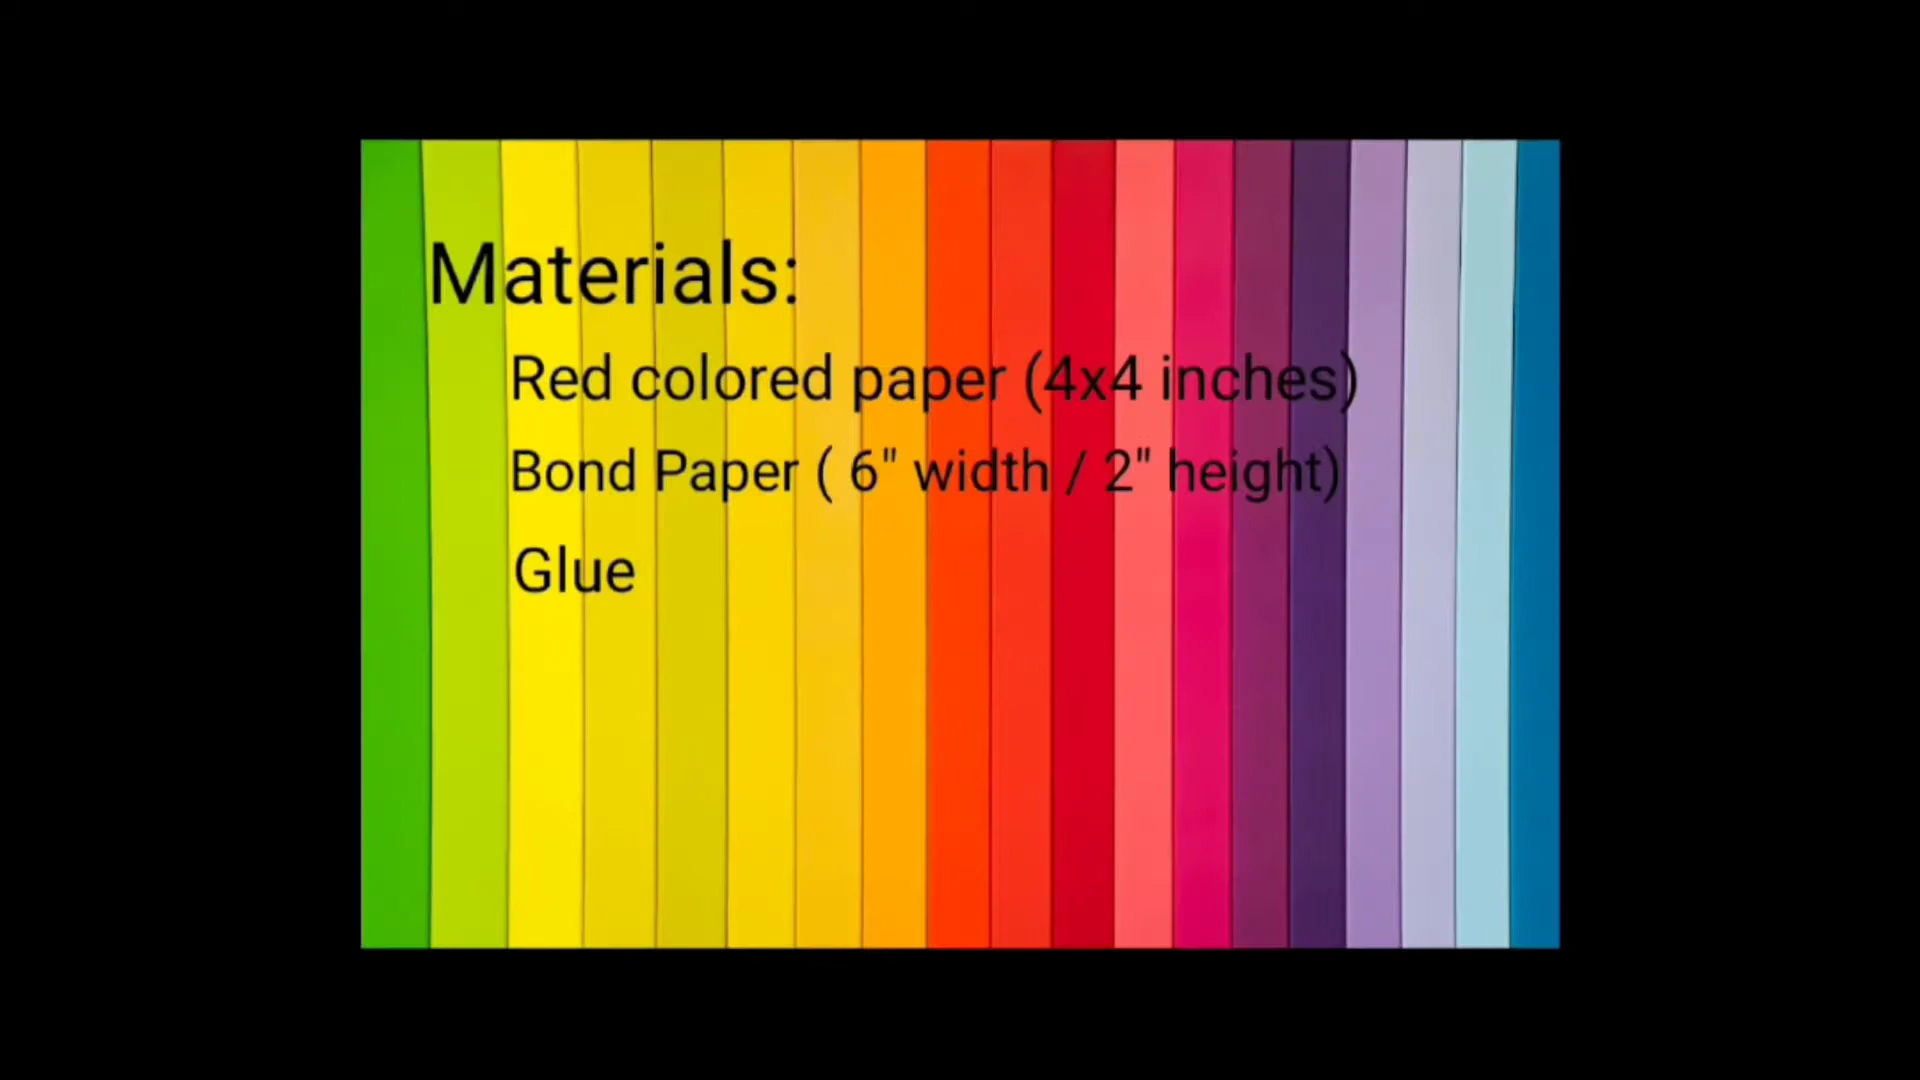 Materials:
Red colored paper (4x4 inches)
Bond Paper ( 6" width / 2" height)
Glue